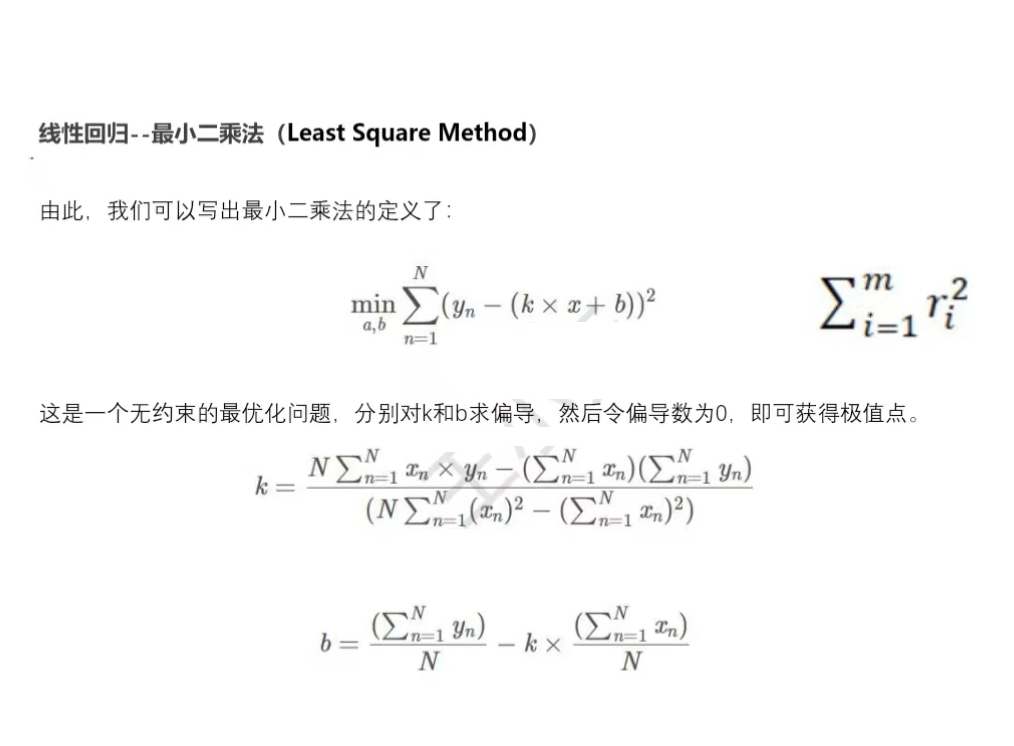 线性回归--最小二乘法（Least Square Method）
由此，我们可以写出最小二乘法的定义了：
\min_{a,b} \sum_{n=1}^{N} (y_n - (k \times x + b))^2
\sum_{i=1}^{m} r_i^2
这是一个无约束的最优化问题，分别对k和b求偏导，然后令偏导数为0，即可获得极值点。
k = \frac{N \sum_{n=1}^{N} x_n \times y_n - (\sum_{n=1}^{N} x_n)(\sum_{n=1}^{N} y_n)}{(N \sum_{n=1}^{N} (x_n)^2 - (\sum_{n=1}^{N} x_n)^2)}
b = \frac{(\sum_{n=1}^{N} y_n)}{N} - k \times \frac{(\sum_{n=1}^{N} x_n)}{N}